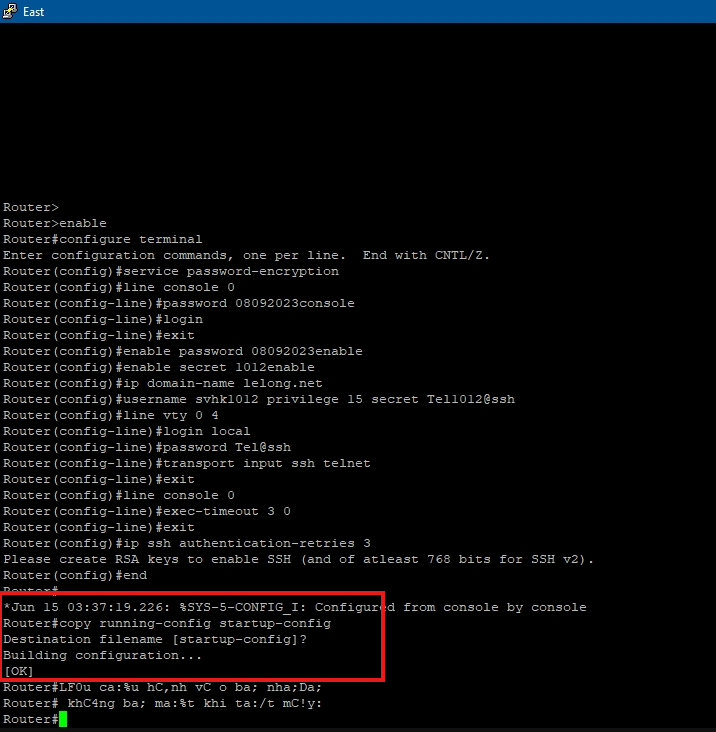 East
Router>
Router>enable
Router#configure terminal
Enter configuration commands, one per line.  End with CNTL/Z.
Router(config)#service password-encryption
Router(config)#line console 0
Router(config-line)#password 08092023console
Router(config-line)#login
Router(config-line)#exit
Router(config)#enable password 08092023enable
Router(config)#enable secret 1012enable
Router(config)#ip domain-name lelong.net
Router(config)#username svhk1012 privilege 15 secret Tel1012@ssh
Router(config)#line vty 0 4
Router(config-line)#login local
Router(config-line)#password Tel@ssh
Router(config-line)#transport input ssh telnet
Router(config-line)#exit
Router(config)#line console 0
Router(config-line)#exec-timeout 3 0
Router(config-line)#exit
Router(config)#ip ssh authentication-retries 3
Please create RSA keys to enable SSH (and of atleast 768 bits for SSH v2).
Router(config)#end
Router#
*Jun 15 03:37:19.226: %SYS-5-CONFIG_I: Configured from console by console
Router#copy running-config startup-config
Destination filename [startup-config]?
Building configuration...
[OK]
Router#LF0u ca:%u hC,nh vC o ba; nha;Da;
Router# khC4ng ba; ma:%t khi ta:/t mC!y:
Router#